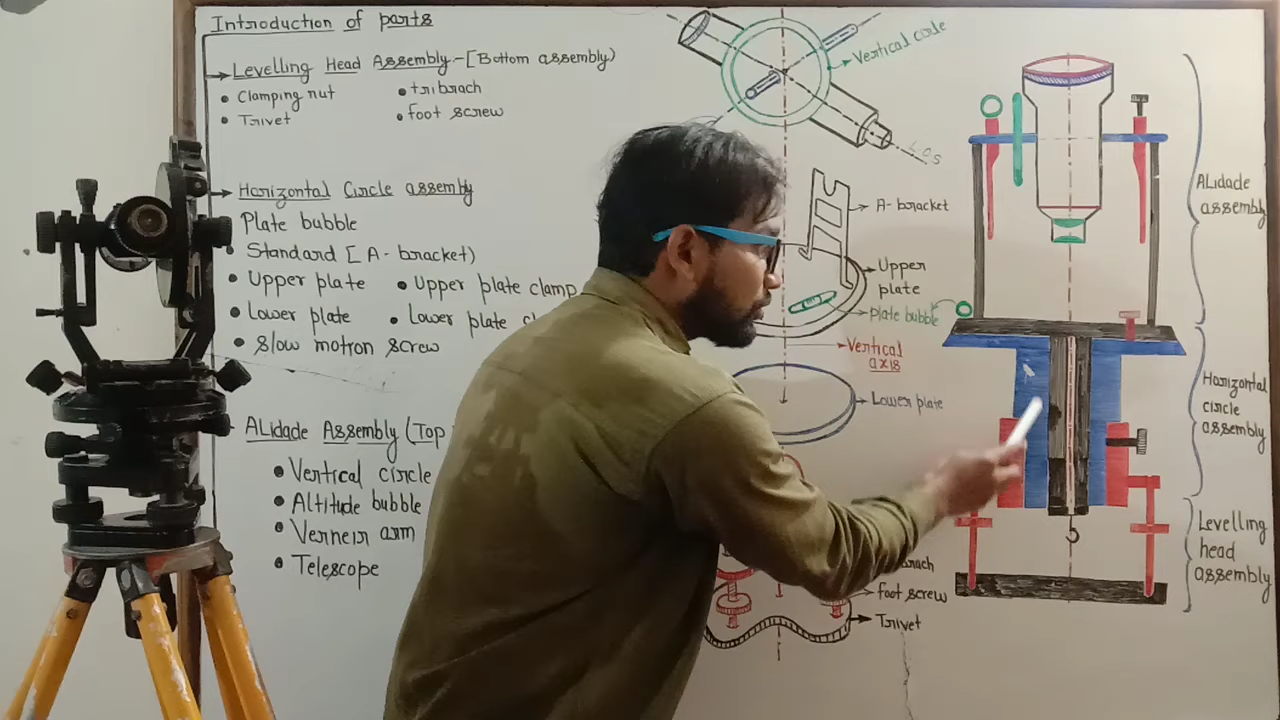 Introduction of parts
Levelling Head Assembly-[Bottom assembly)
• Clamping nut • tribrach
• Trivet • foot screw
Horizontal Circle assembly
Plate bubble
• Standard [A- bracket)
• Upper plate • Upper plate clamp
• Lower plate • Lower plate
• Slow motion screw
Alidade Assembly (Top
• Vertical circle
• Altitude bubble
• Verneir arm
• Telescope
Vertical circle
L.O.S
A-bracket
Upper
plate
Plate bubble
Vertical
axis
Lower plate
foot screw
Trivet
ALidade
assembly
Horizontal
circle
assembly
Levelling
head
assembly